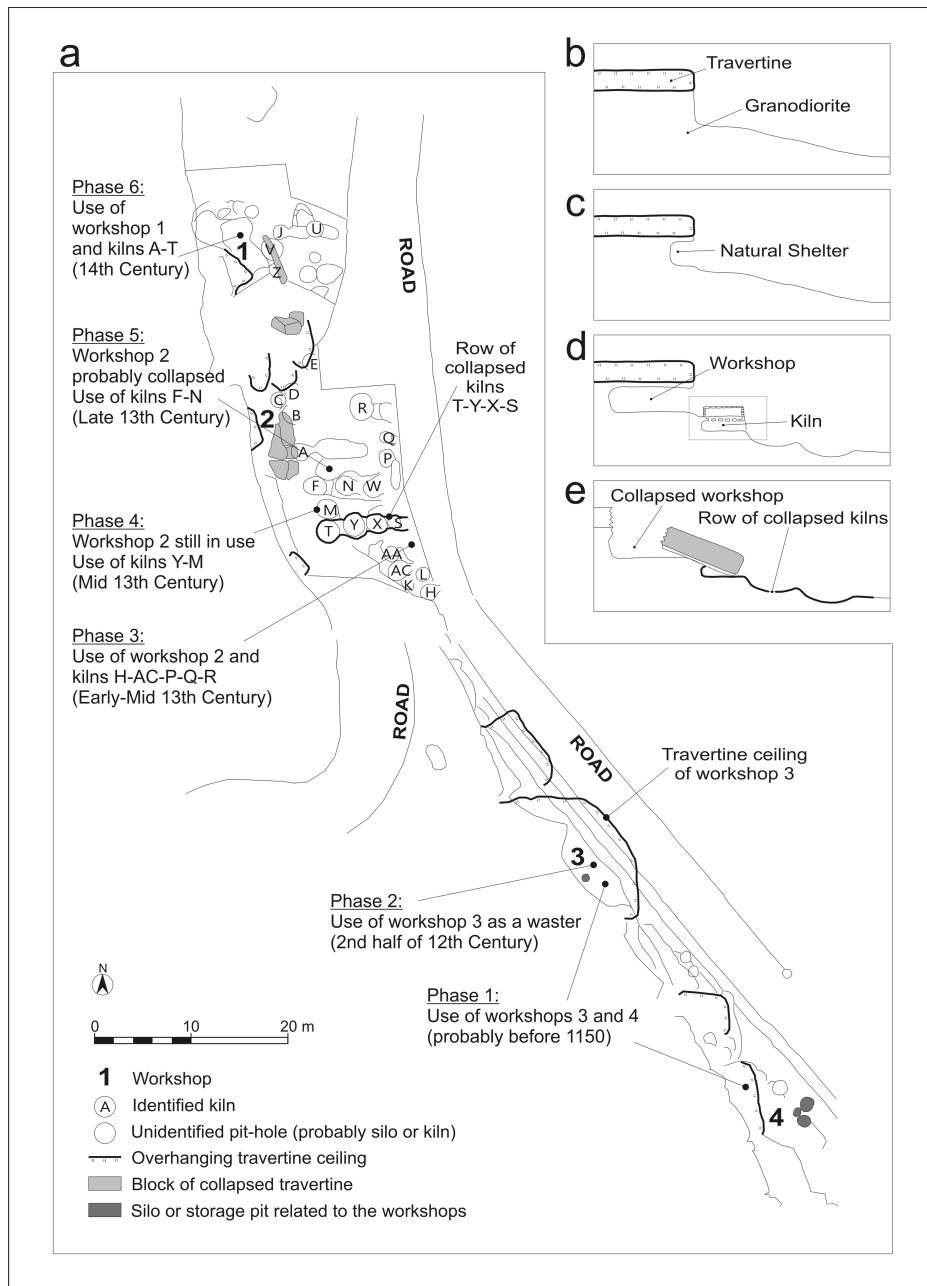 a
Phase 6:
Use of
workshop 1
and kilns A-T
(14th Century)
1
J
U
V
Z
ROAD
Phase 5:
Workshop 2
probably collapsed
Use of kilns F-N
(Late 13th Century)
Row of
collapsed
kilns
T-Y-X-S
E
D
C
B
2
A
R
Q
P
F
N
W
M
T
Y
X
S
AA
AC
L
K
H
Phase 4:
Workshop 2 still in use
Use of kilns Y-M
(Mid 13th Century)
Phase 3:
Use of workshop 2 and
kilns H-AC-P-Q-R
(Early-Mid 13th Century)
ROAD
ROAD
Travertine ceiling
of workshop 3
3
Phase 2:
Use of workshop 3 as a waster
(2nd half of 12th Century)
Phase 1:
Use of workshops 3 and 4
(probably before 1150)
4
N
0 10 20 m
1 Workshop
A Identified kiln
Unidentified pit-hole (probably silo or kiln)
Overhanging travertine ceiling
Block of collapsed travertine
Silo or storage pit related to the workshops
b
Travertine
Granodiorite
c
Natural Shelter
d
Workshop
Kiln
e
Collapsed workshop
Row of collapsed kilns